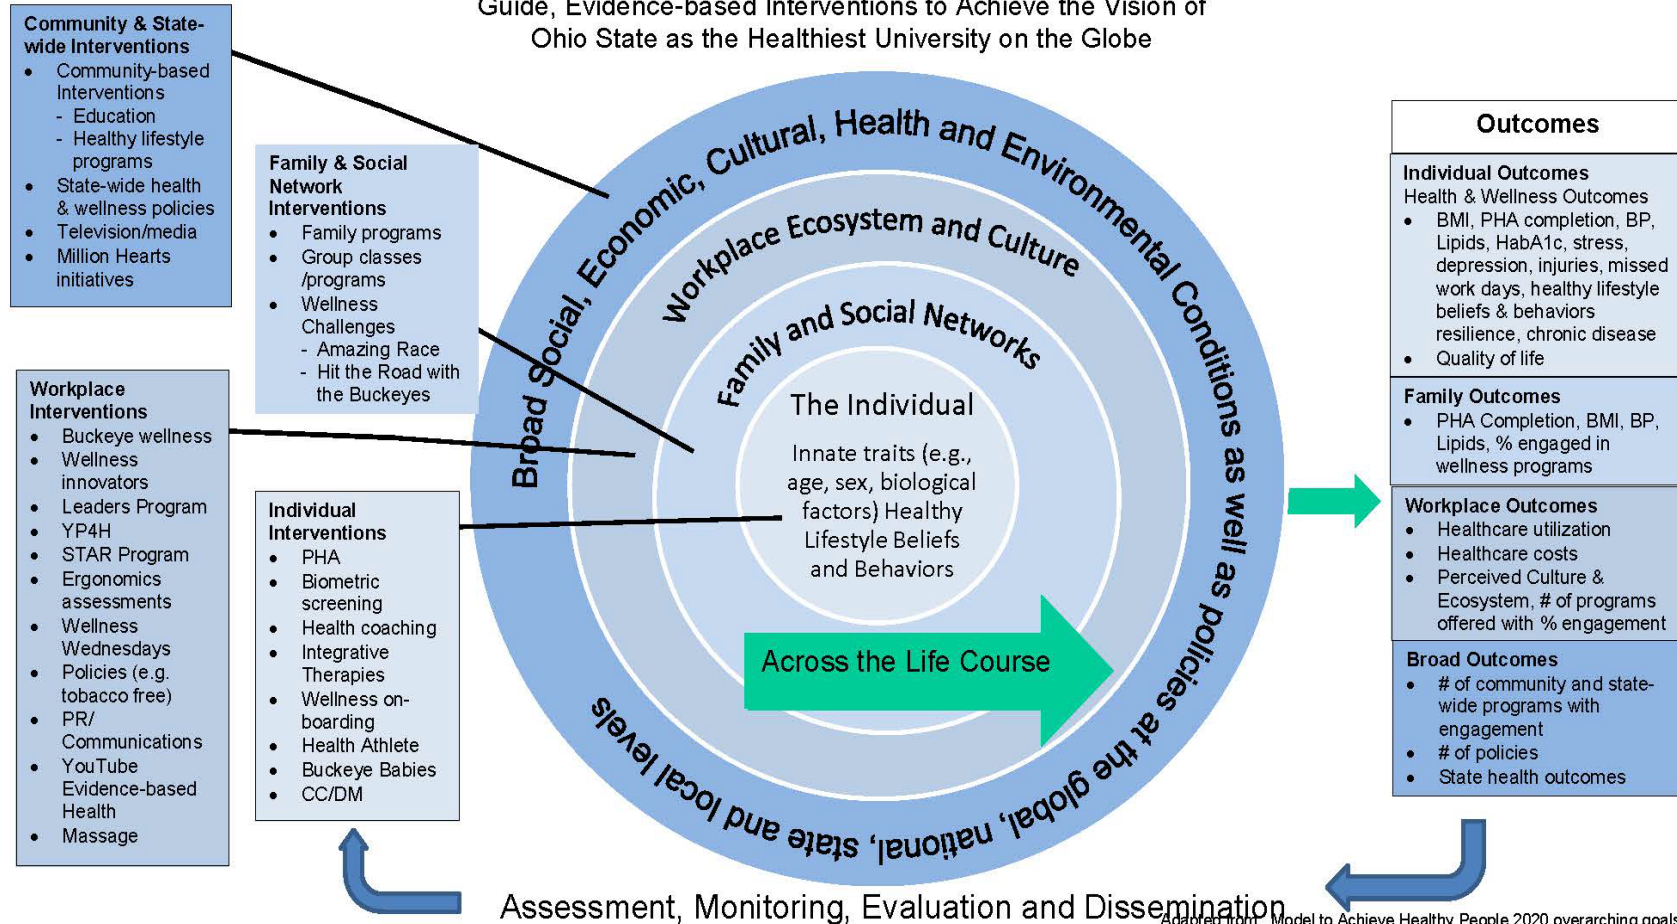 Guide, Evidence-based Interventions to Achieve the Vision of
Ohio State as the Healthiest University on the Globe
Community & State-
wide Interventions
• Community-based
Interventions
- Education
- Healthy lifestyle
programs
• State-wide health
& wellness policies
• Television/media
• Million Hearts
initiatives
Family & Social
Network
Interventions
• Family programs
• Group classes
/programs
• Wellness
Challenges
- Amazing Race
- Hit the Road with
the Buckeyes
Workplace
Interventions
• Buckeye wellness
• Wellness
innovators
• Leaders Program
• YP4H
• STAR Program
• Ergonomics
assessments
• Wellness
Wednesdays
• Policies (e.g.
tobacco free)
• PR/
Communications
• YouTube
Evidence-based
Health
• Massage
Individual
Interventions
• PHA
• Biometric
screening
• Health coaching
• Integrative
Therapies
• Wellness on-
boarding
• Health Athlete
• Buckeye Babies
• CC/DM
Broad Social, Economic, Cultural, Health and Environmental Conditions as well as policies at the global, national, state and local levels
Workplace Ecosystem and Culture
Family and Social Networks
The Individual
Innate traits (e.g.,
age, sex, biological
factors) Healthy
Lifestyle Beliefs
and Behaviors
Across the Life Course
Outcomes
Individual Outcomes
Health & Wellness Outcomes
• BMI, PHA completion, BP,
Lipids, HabA1c, stress,
depression, injuries, missed
work days, healthy lifestyle
beliefs & behaviors
resilience, chronic disease
• Quality of life
Family Outcomes
• PHA Completion, BMI, BP,
Lipids, % engaged in
wellness programs
Workplace Outcomes
• Healthcare utilization
• Healthcare costs
• Perceived Culture &
Ecosystem, # of programs
offered with % engagement
Broad Outcomes
• # of community and state-
wide programs with
engagement
• # of policies
• State health outcomes
Assessment, Monitoring, Evaluation and Dissemination
Adapted from Model to Achieve Healthy People 2020 overarching goals